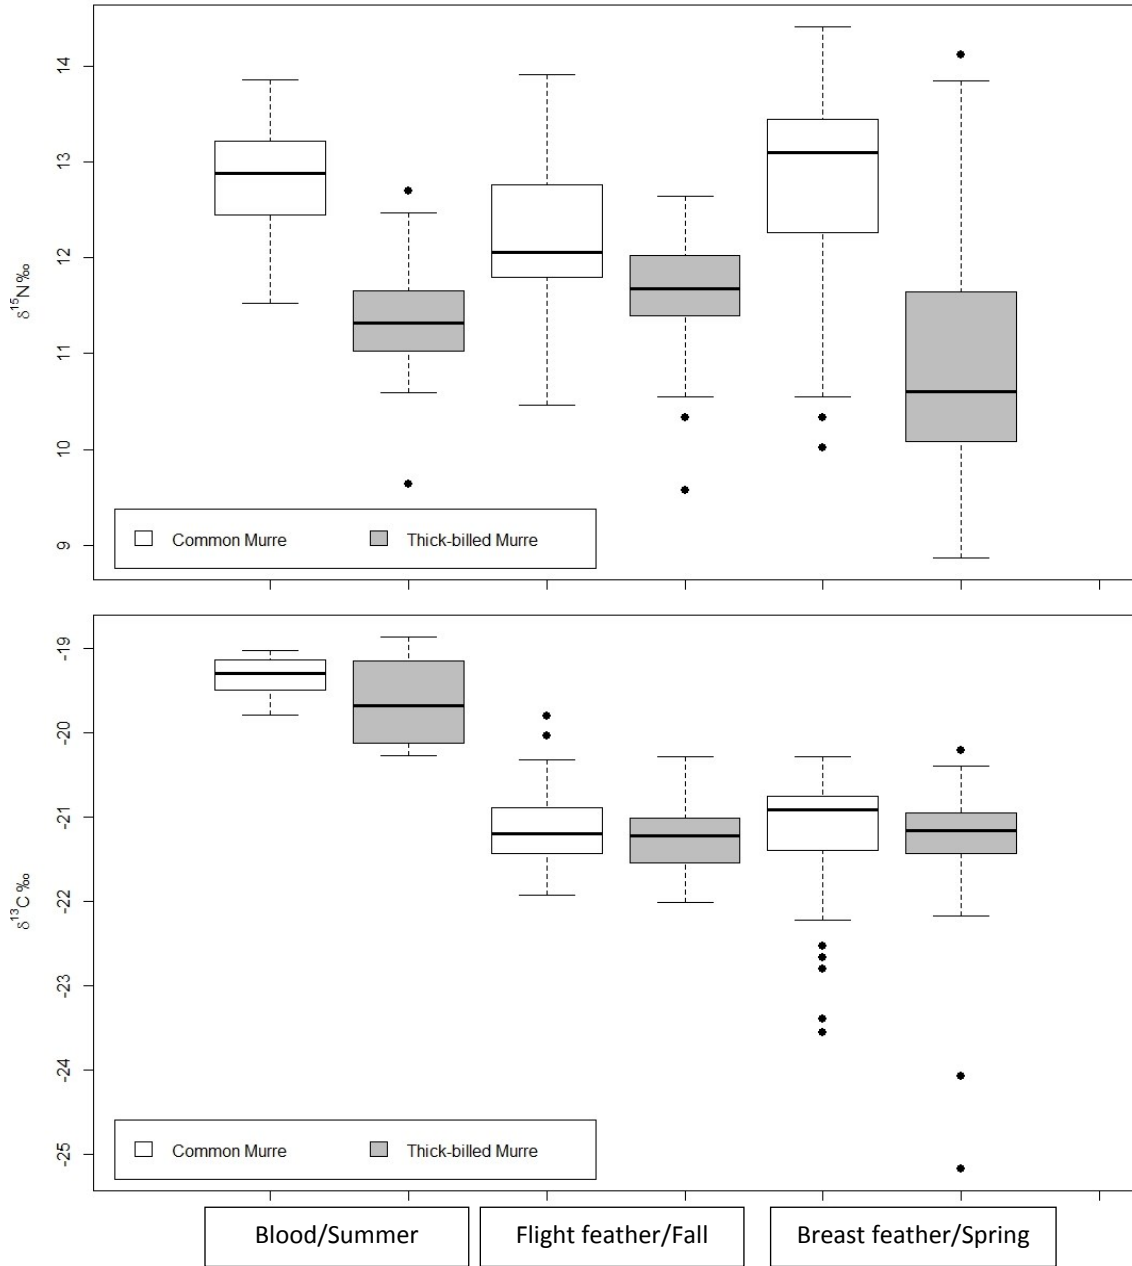 14
13
12
11
10
9
δ¹⁵N‰
Common Murre Thick-billed Murre
-19
-20
-21
-22
-23
-24
-25
δ¹³C‰
Common Murre Thick-billed Murre
Blood/Summer Flight feather/Fall Breast feather/Spring